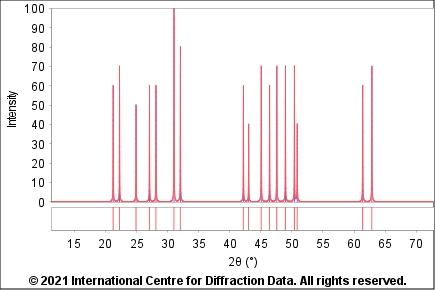 100
90
80
70
60
50
40
30
20
10
0
Intensity
15 20 25 30 35 40 45 50 55 60 65 70
2θ (°)
© 2021 International Centre for Diffraction Data. All rights reserved.